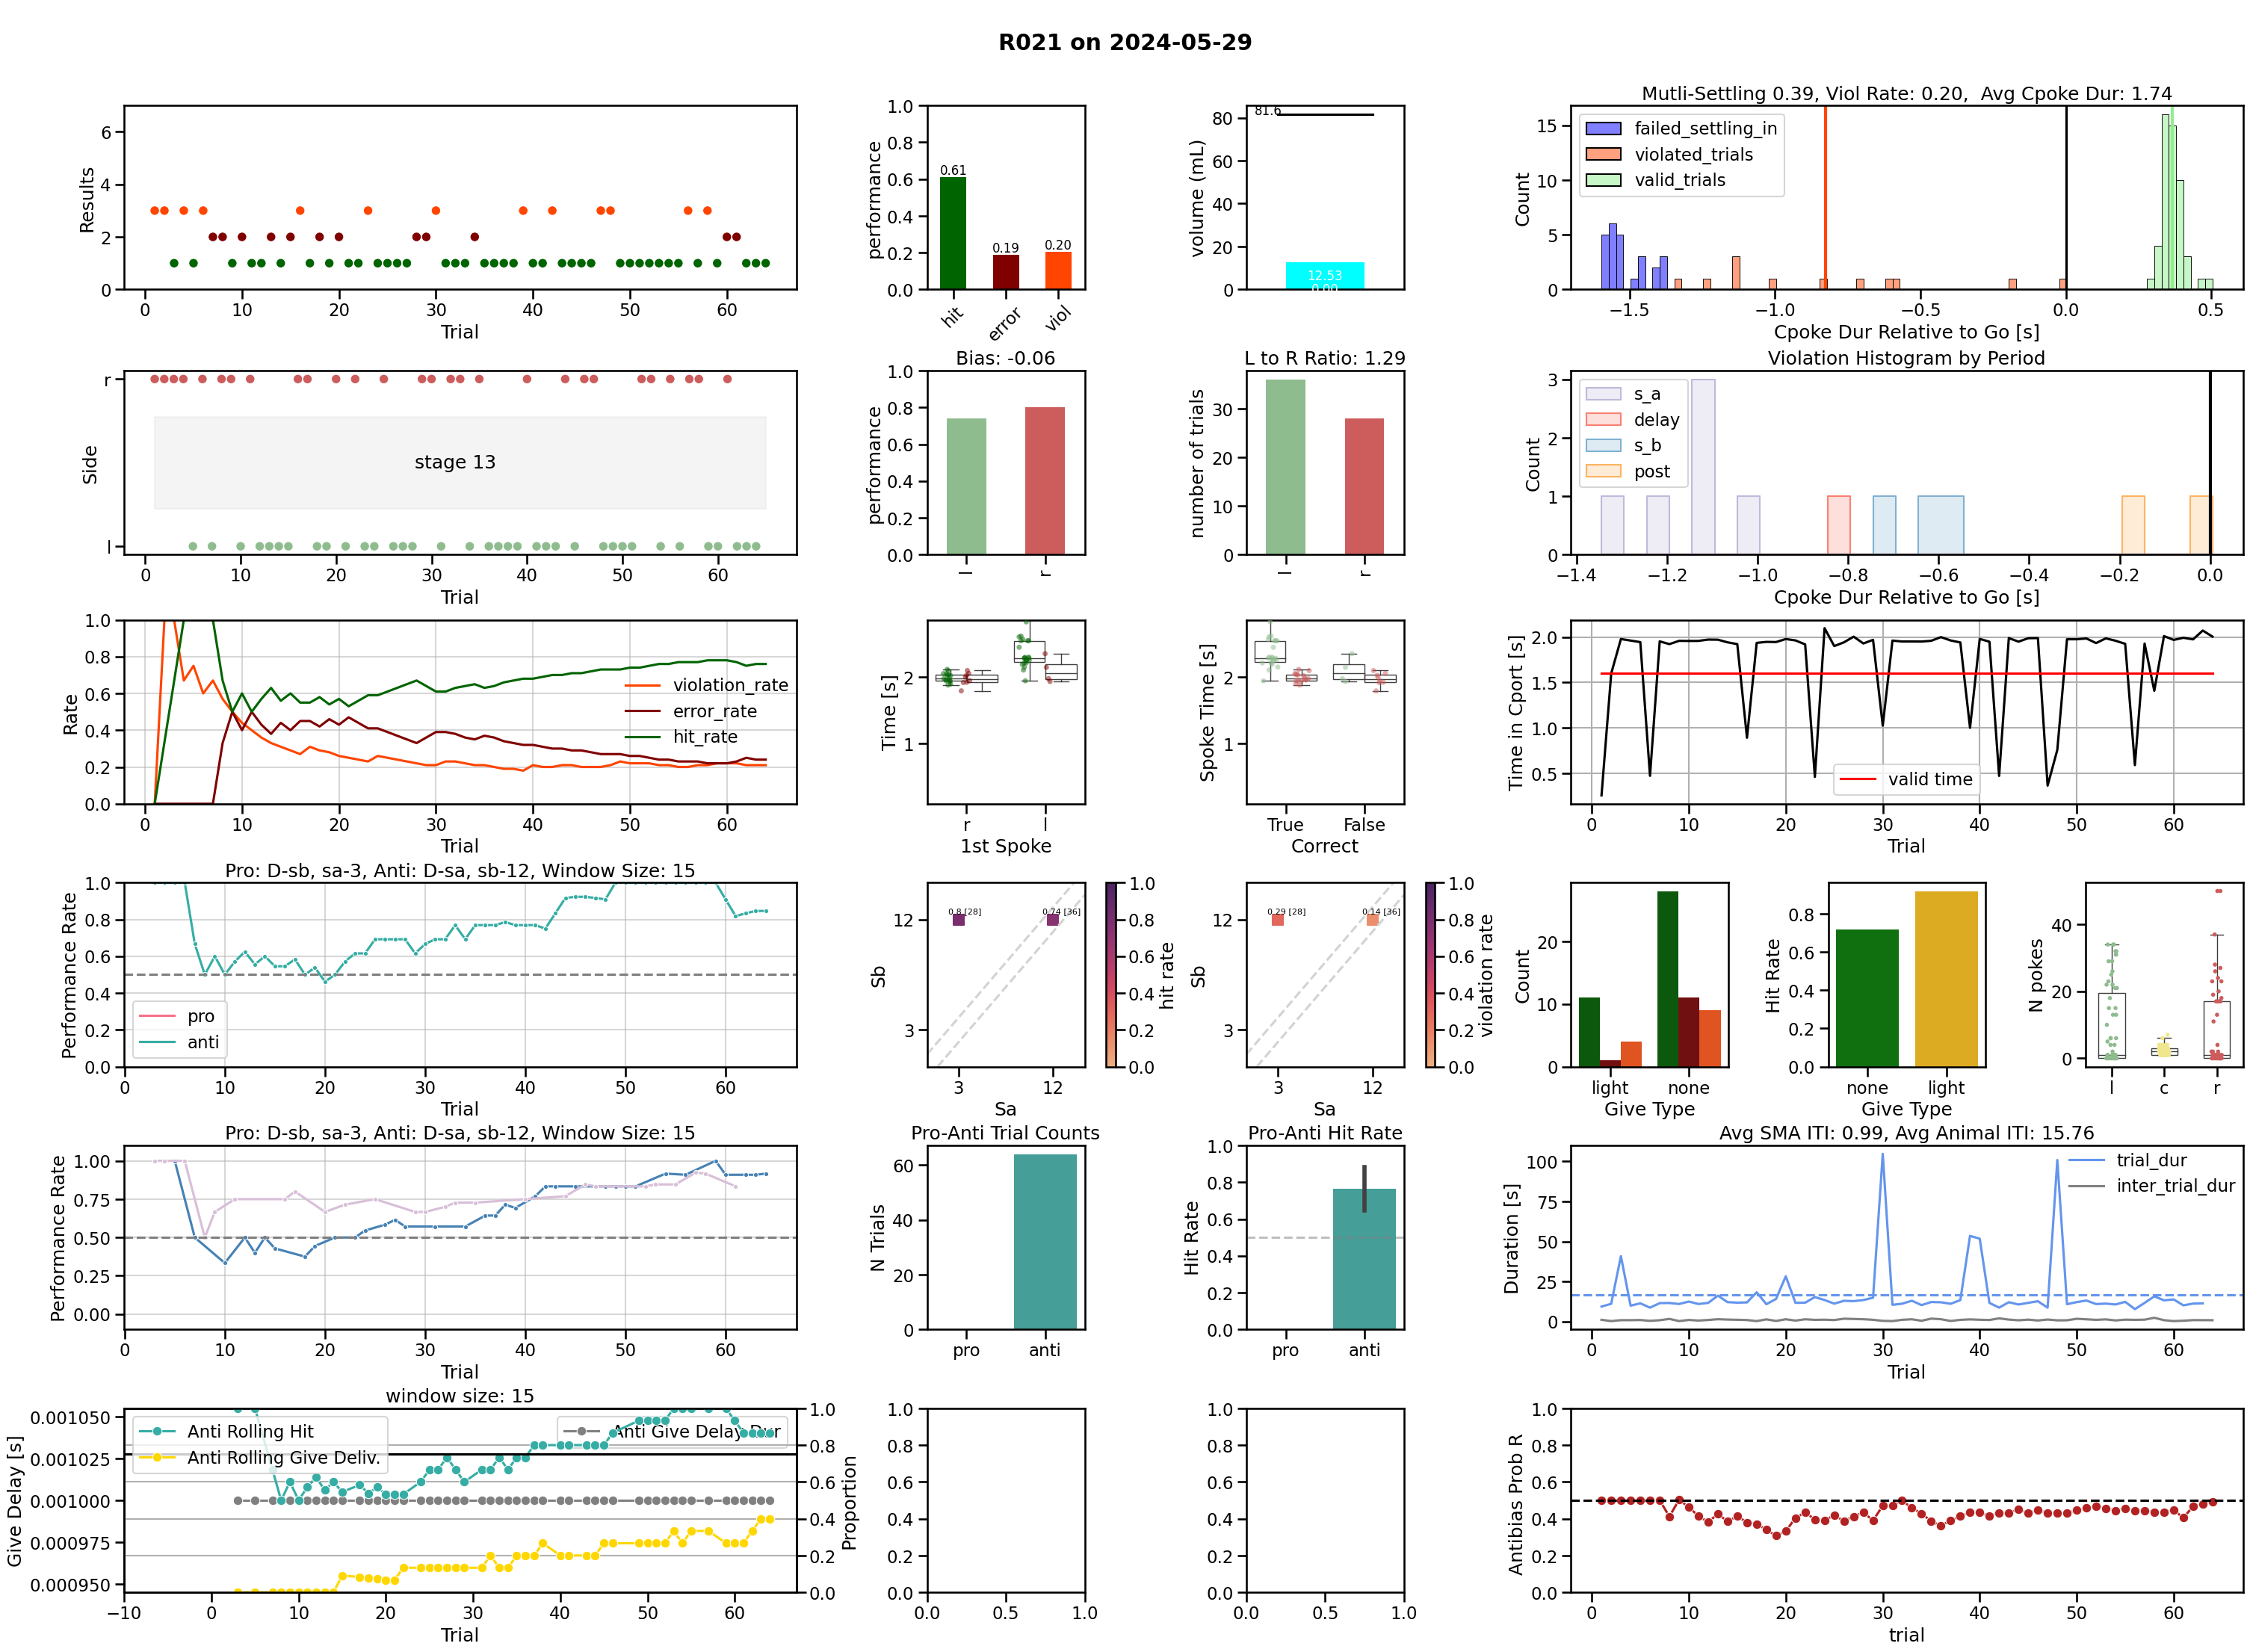 R021 on 2024-05-29
Results
6
4
2
0
0 10 20 30 40 50 60
Trial
performance
1.0
0.8
0.6
0.4
0.2
0.0
0.61
0.19
0.20
hit
error
viol
volume (mL)
80
60
40
20
0
81.6
12.53
0.00
Mutli-Settling 0.39, Viol Rate: 0.20, Avg Cpoke Dur: 1.74
Count
15
10
5
0
failed_settling_in
violated_trials
valid_trials
−1.5 −1.0 −0.5 0.0 0.5
Cpoke Dur Relative to Go [s]
Side
r
l
stage 13
0 10 20 30 40 50 60
Trial
Bias: -0.06
performance
1.0
0.8
0.6
0.4
0.2
0.0
l r
L to R Ratio: 1.29
number of trials
30
20
10
0
l r
Violation Histogram by Period
Count
3
2
1
0
s_a
delay
s_b
post
−1.4 −1.2 −1.0 −0.8 −0.6 −0.4 −0.2 0.0
Cpoke Dur Relative to Go [s]
Rate
1.0
0.8
0.6
0.4
0.2
0.0
violation_rate
error_rate
hit_rate
0 10 20 30 40 50 60
Trial
Time [s]
2
1
r l
1st Spoke
Spoke Time [s]
2
1
True False
Correct
Time in Cport [s]
2.0
1.5
1.0
0.5
valid time
0 10 20 30 40 50 60
Trial
Pro: D-sb, sa-3, Anti: D-sa, sb-12, Window Size: 15
Performance Rate
1.0
0.8
0.6
0.4
0.2
0.0
pro
anti
0 10 20 30 40 50 60
Trial
Sb
12
3
0.8 [28]
0.74 [36]
3 12
Sa
1.0
0.8
0.6
0.4
0.2
0.0
hit rate
Sb
12
3
0.29 [28]
0.14 [36]
3 12
Sa
1.0
0.8
0.6
0.4
0.2
0.0
violation rate
Count
20
10
0
light none
Give Type
Hit Rate
0.8
0.6
0.4
0.2
0.0
none light
Give Type
N pokes
40
20
0
l c r
Pro: D-sb, sa-3, Anti: D-sa, sb-12, Window Size: 15
Performance Rate
1.00
0.75
0.50
0.25
0.00
0 10 20 30 40 50 60
Trial
Pro-Anti Trial Counts
N Trials
60
40
20
0
pro anti
Pro-Anti Hit Rate
Hit Rate
1.0
0.8
0.6
0.4
0.2
0.0
pro anti
Avg SMA ITI: 0.99, Avg Animal ITI: 15.76
Duration [s]
100
75
50
25
0
trial_dur
inter_trial_dur
0 10 20 30 40 50 60
Trial
window size: 15
Give Delay [s]
0.001050
0.001025
0.001000
0.000975
0.000950
Anti Rolling Hit
Anti Rolling Give Deliv.
Anti Give Delay Dur
1.0
0.8
0.6
0.4
0.2
0.0
Proportion
−10 0 10 20 30 40 50 60
Trial
1.0
0.8
0.6
0.4
0.2
0.0
0.0 0.5 1.0
1.0
0.8
0.6
0.4
0.2
0.0
0.0 0.5 1.0
Antibias Prob R
1.0
0.8
0.6
0.4
0.2
0.0
0 10 20 30 40 50 60
trial